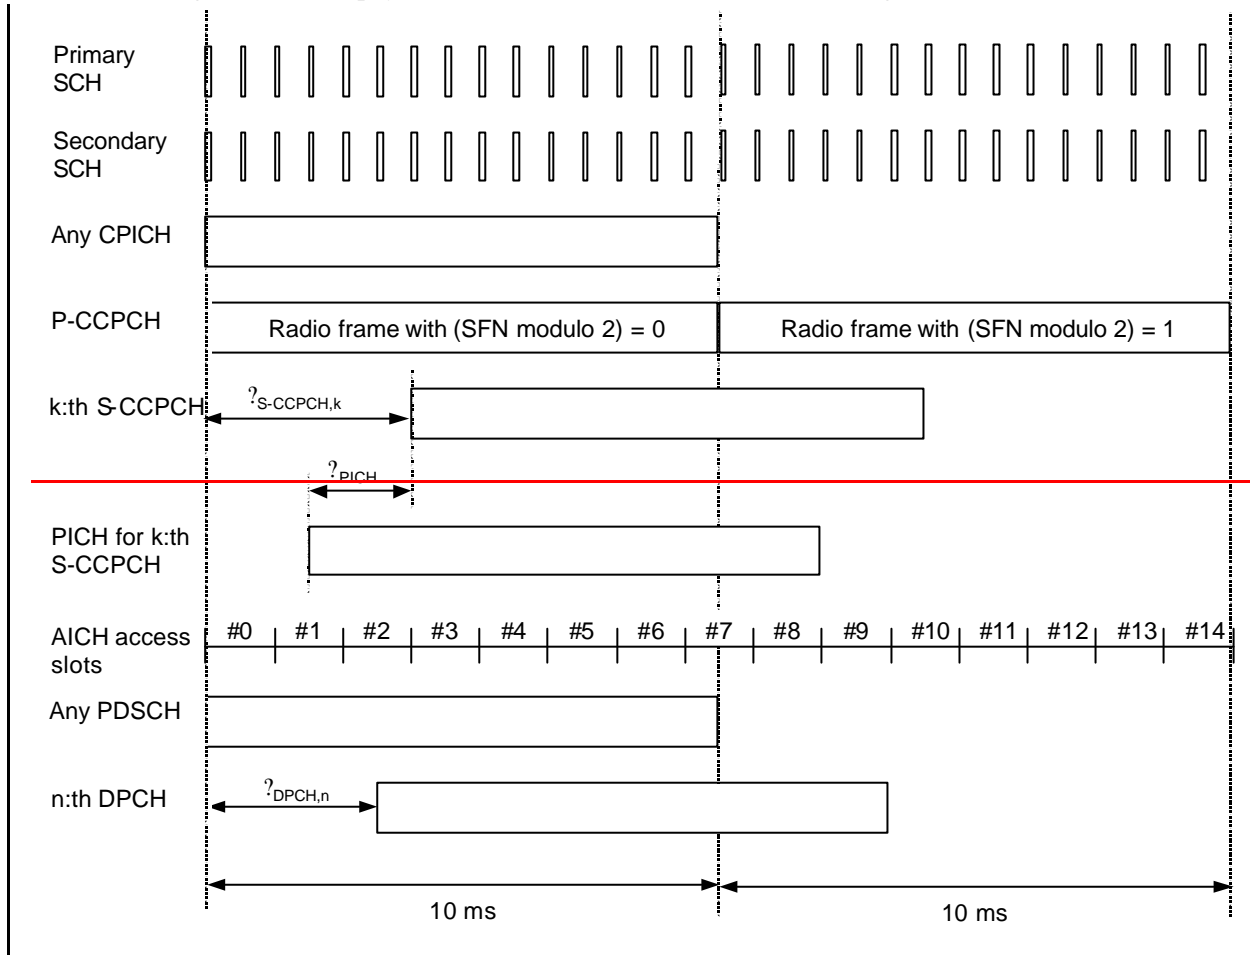 Primary
SCH
Secondary
SCH
Any CPICH
P-CCPCH
Radio frame with (SFN modulo 2) = 0
Radio frame with (SFN modulo 2) = 1
k:th S-CCPCH
?S-CCPCH,k
?PICH
PICH for k:th
S-CCPCH
AICH access
slots
#0 #1 #2 #3 #4 #5 #6 #7 #8 #9 #10 #11 #12 #13 #14
Any PDSCH
n:th DPCH
?DPCH,n
10 ms
10 ms